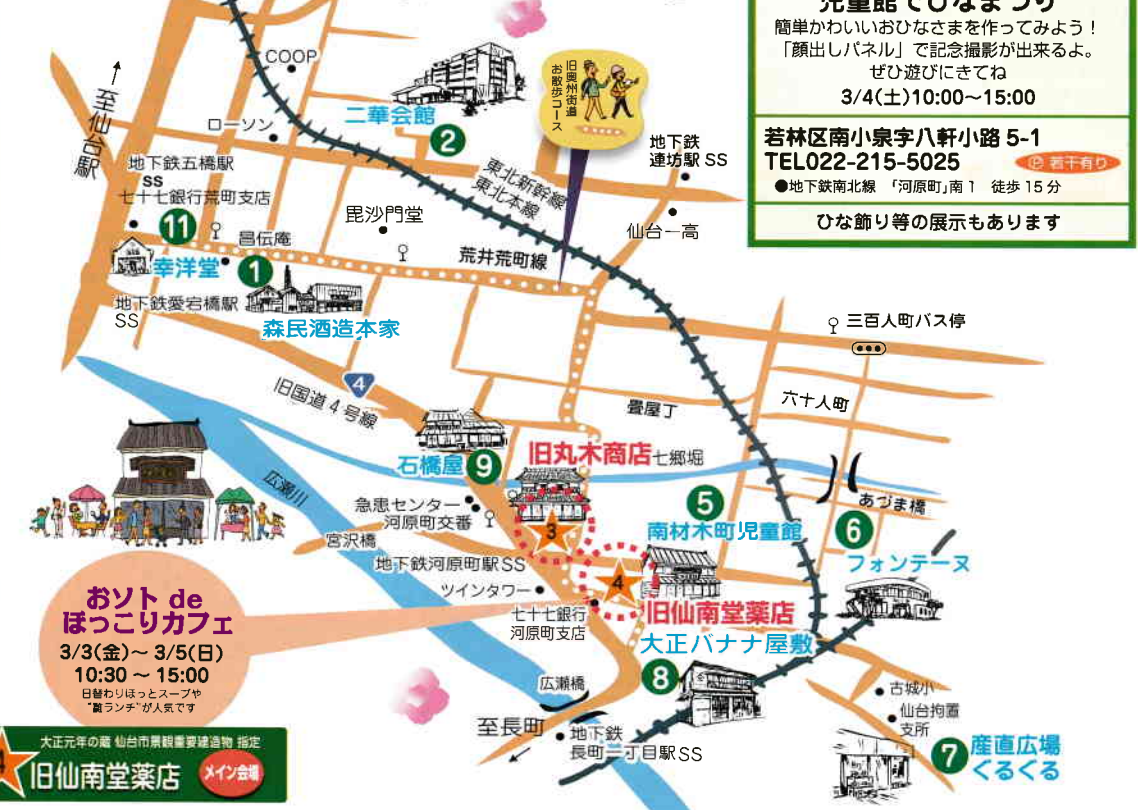 児童館でひなまつり
簡単かわいいおひなさまを作ってみよう！
「顔出しパネル」で記念撮影が出来るよ。
ぜひ遊びにきてね
3/4(土)10:00〜15:00
若林区南小泉字八軒小路 5-1
TEL022-215-5025
Ⓟ 若干有り
●地下鉄南北線 「河原町」南1 徒歩 15 分
ひな飾り等の展示もあります
COOP
至仙台駅
ローソン
二華会館
2
旧奥州街道
お散歩コース
地下鉄
連坊駅 SS
地下鉄五橋駅
SS
七十七銀行荒町支店
東北新幹線
東北本線
毘沙門堂
仙台一高
11
昌伝庵
荒井荒町線
幸洋堂
1
地下鉄愛宕橋駅
SS
森民酒造本家
三百人町バス停
4
旧国道4号線
畳屋丁
六十人町
石橋屋
9
旧丸木商店
七郷堀
広瀬川
急患センター
河原町交番
3
5
南材木町児童館
あづま橋
6
フォンテーヌ
宮沢橋
地下鉄河原町駅SS
4
ツインタワー
七十七銀行
河原町支店
旧仙南堂薬店
大正バナナ屋敷
8
おソト de
ほっこりカフェ
3/3(金)〜 3/5(日)
10:30 〜 15:00
日替わりほっとスープや
“雛ランチ”が人気です
広瀬橋
至長町
地下鉄
長町一丁目駅SS
古城小
仙台拘置
支所
7
産直広場
くるくる
4
大正元年の蔵 仙台市景観重要建造物 指定
旧仙南堂薬店
メイン会場